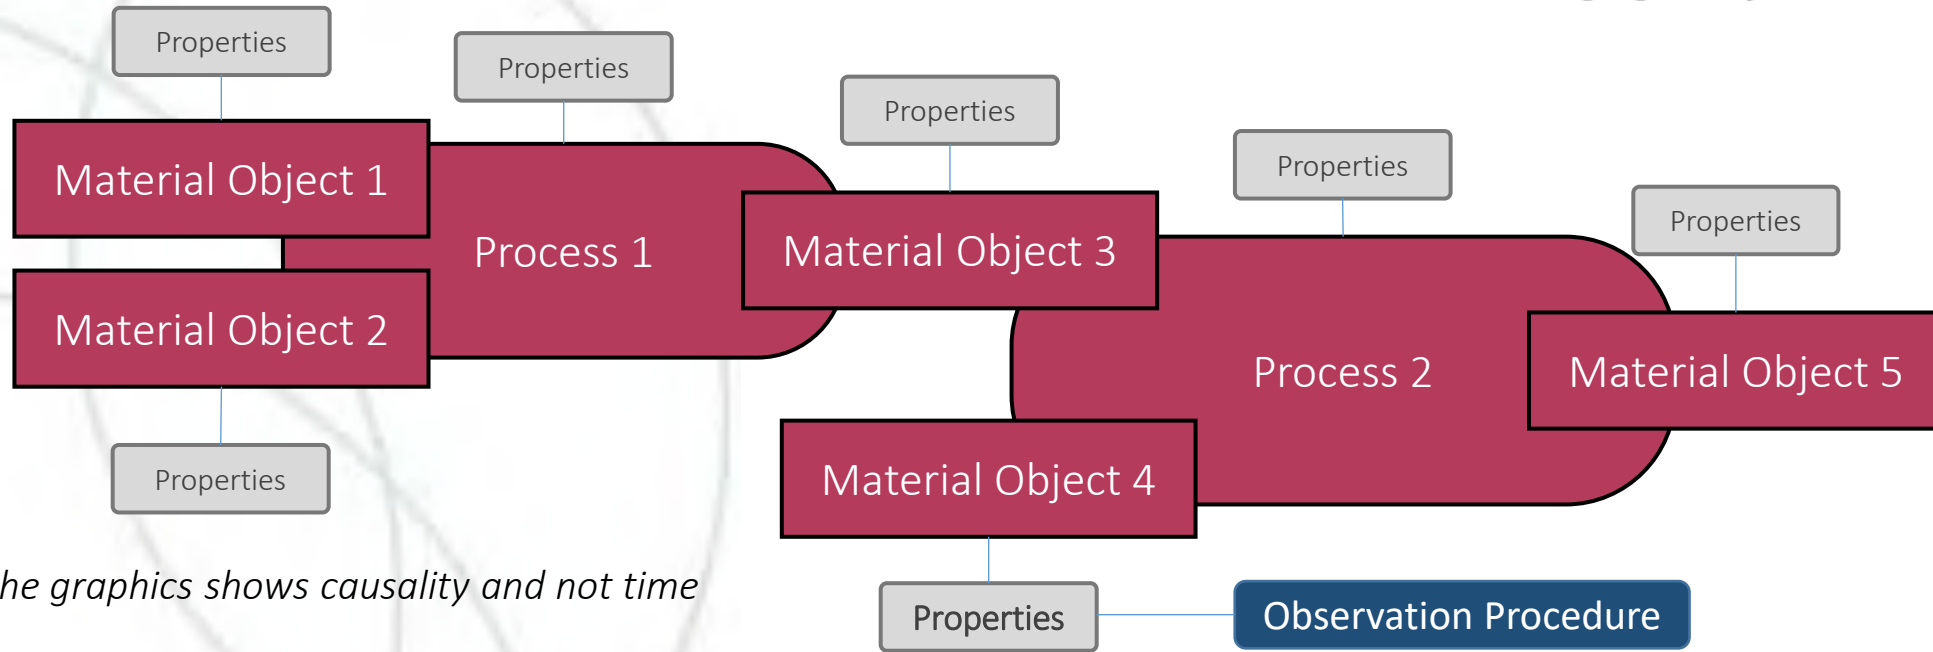 Properties
Properties
Properties
Properties
Properties
Material Object 1
Process 1
Material Object 3
Material Object 2
Process 2
Material Object 5
Material Object 4
Properties
he graphics shows causality and not time
Properties
Observation Procedure